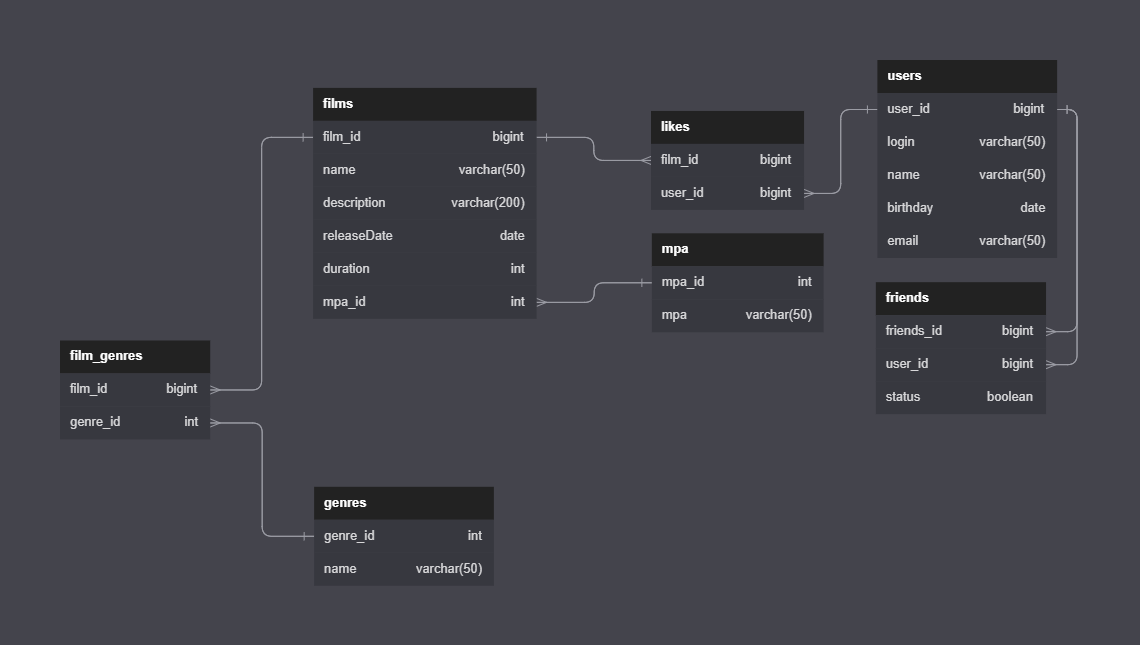 films
film_id bigint
name varchar(50)
description varchar(200)
releaseDate date
duration int
mpa_id int
likes
film_id bigint
user_id bigint
mpa
mpa_id int
mpa varchar(50)
users
user_id bigint
login varchar(50)
name varchar(50)
birthday date
email varchar(50)
friends
friends_id bigint
user_id bigint
status boolean
film_genres
film_id bigint
genre_id int
genres
genre_id int
name varchar(50)